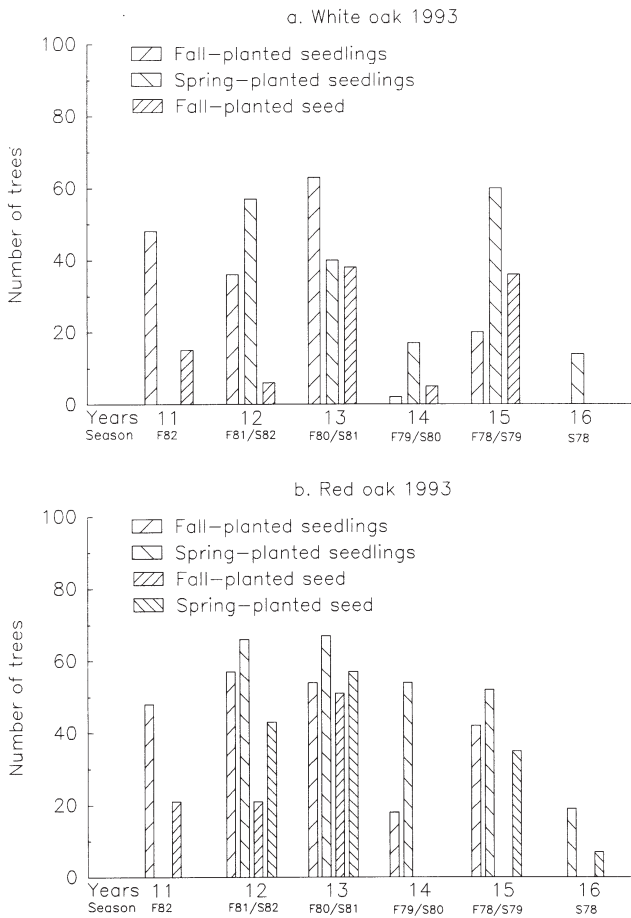 a. White oak 1993
100
80
60
40
20
0
Number of trees
Fall-planted seedlings
Spring-planted seedlings
Fall-planted seed
Years 11 12 13 14 15 16
Season F82 F81/S82 F80/S81 F79/S80 F78/S79 S78
b. Red oak 1993
100
80
60
40
20
0
Number of trees
Fall-planted seedlings
Spring-planted seedlings
Fall-planted seed
Spring-planted seed
Years 11 12 13 14 15 16
Season F82 F81/S82 F80/S81 F79/S80 F78/S79 S78